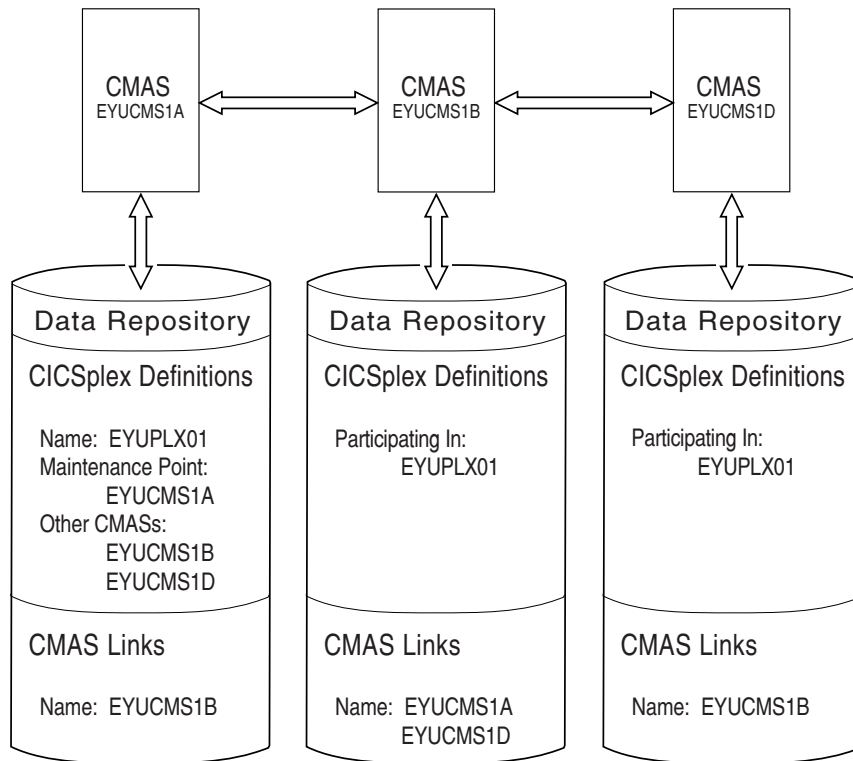 CMAS
EYUCMS1A
CMAS
EYUCMS1B
CMAS
EYUCMS1D
Data Repository
CICSplex Definitions
Name: EYUPLX01
Maintenance Point:
EYUCMS1A
Other CMASs:
EYUCMS1B
EYUCMS1D
CMAS Links
Name: EYUCMS1B
Data Repository
CICSplex Definitions
Participating In:
EYUPLX01
CMAS Links
Name: EYUCMS1A
EYUCMS1D
Data Repository
CICSplex Definitions
Participating In:
EYUPLX01
CMAS Links
Name: EYUCMS1B